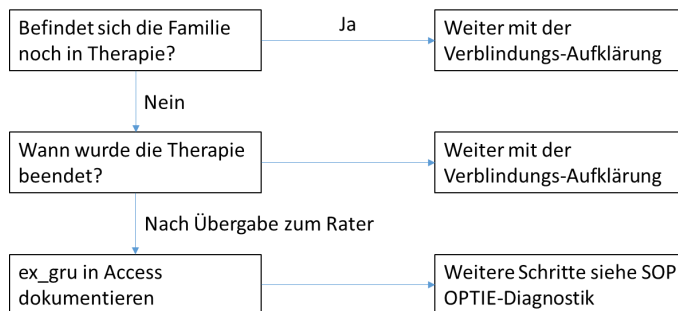 Befindet sich die Familie
noch in Therapie?
Ja
Weiter mit der
Verblindungs-Aufklärung
Nein
Wann wurde die Therapie
beendet?
Weiter mit der
Verblindungs-Aufklärung
Nach Übergabe zum Rater
ex_gru in Access
dokumentieren
Weitere Schritte siehe SOP
OPTIE-Diagnostik